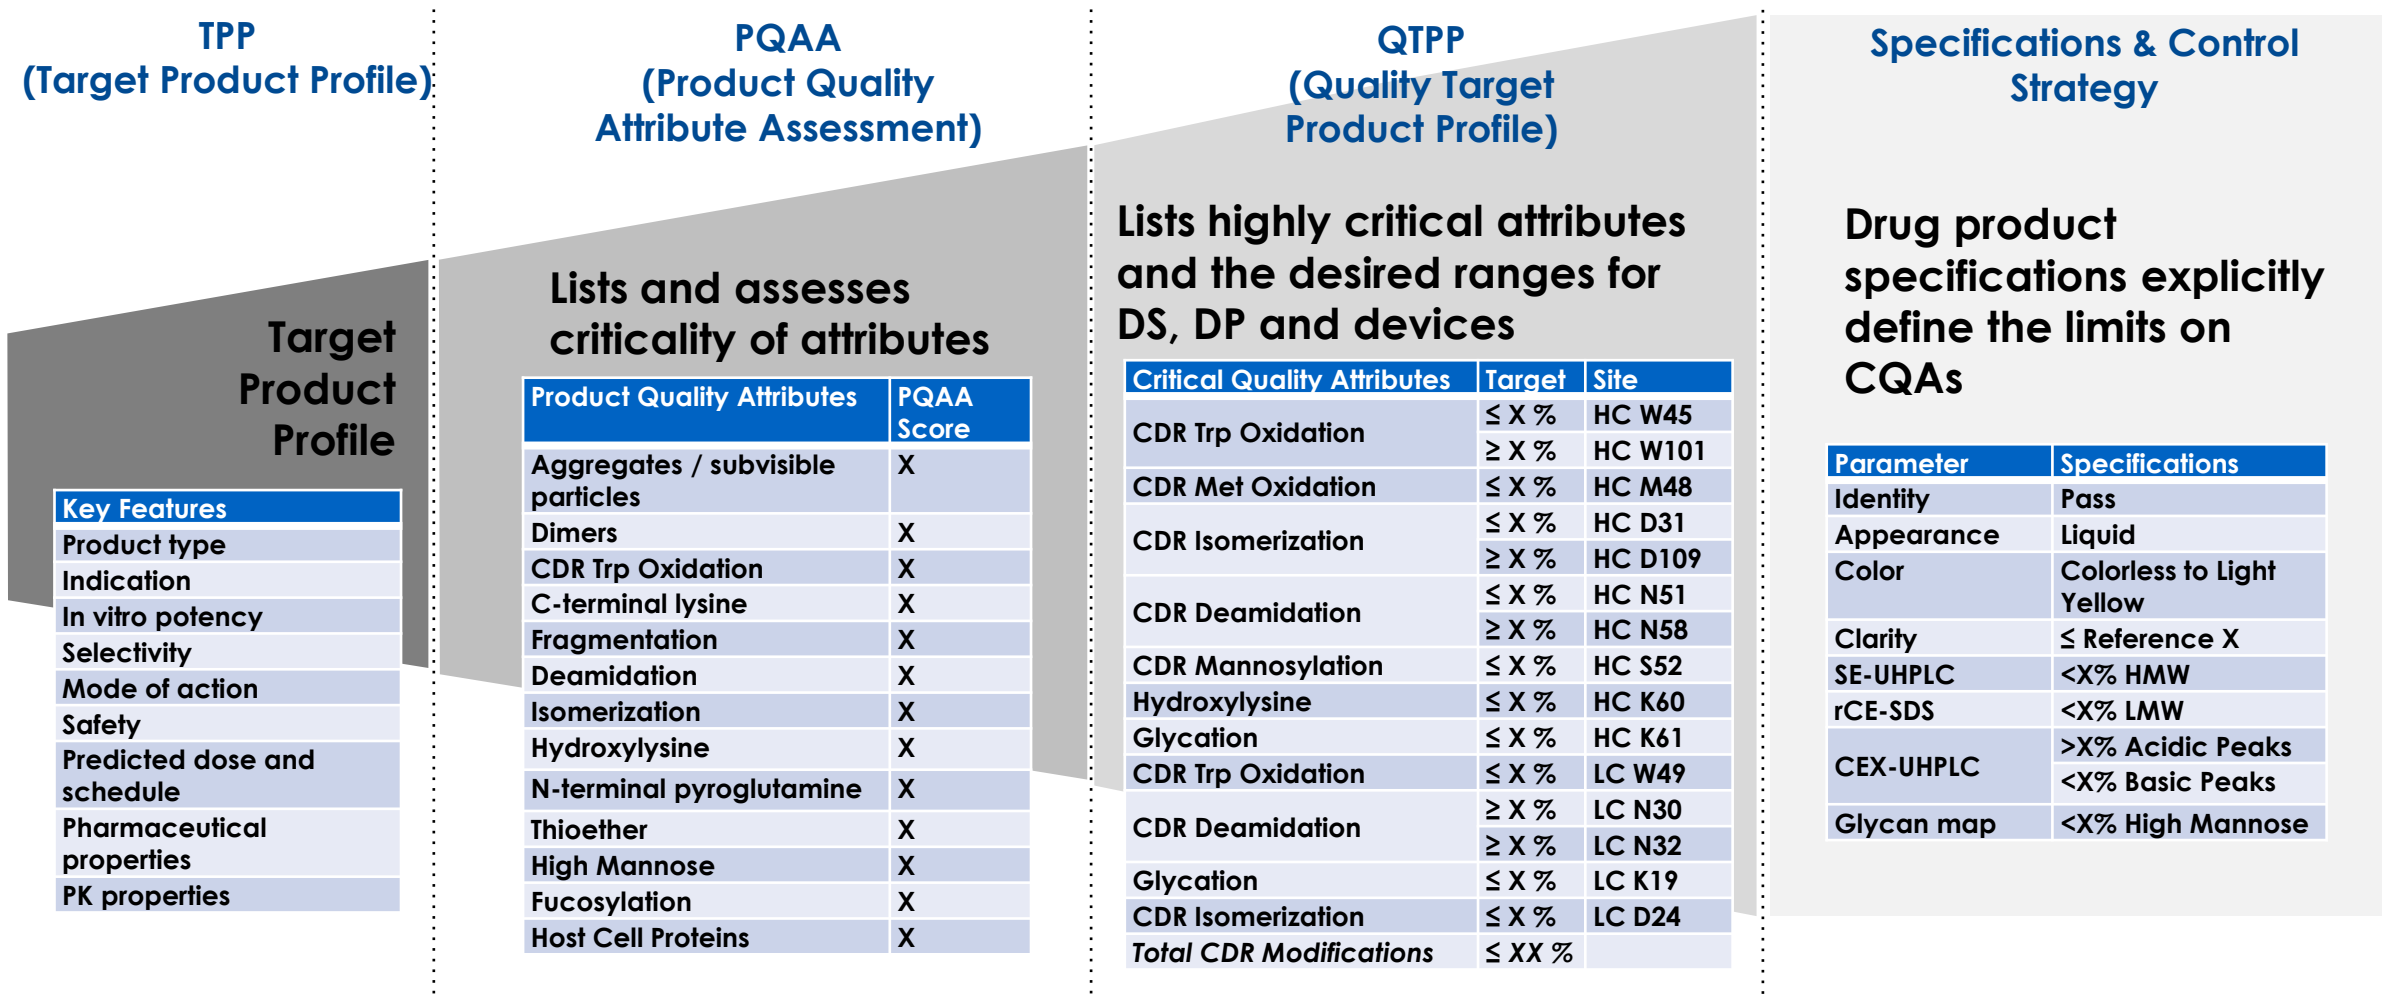 TPP
(Target Product Profile)
Target
Product
Profile
Key Features
Product type
Indication
In vitro potency
Selectivity
Mode of action
Safety
Predicted dose and
schedule
Pharmaceutical
properties
PK properties
PQAA
(Product Quality
Attribute Assessment)
Lists and assesses
criticality of attributes
Product Quality Attributes PQAA
Score
Aggregates / subvisible X
particles
Dimers X
CDR Trp Oxidation X
C-terminal lysine X
Fragmentation X
Deamidation X
Isomerization X
Hydroxylysine X
N-terminal pyroglutamine X
Thioether X
High Mannose X
Fucosylation X
Host Cell Proteins X
QTPP
(Quality Target
Product Profile)
Lists highly critical attributes
and the desired ranges for
DS, DP and devices
Critical Quality Attributes Target Site
CDR Trp Oxidation ≤ X % HC W45
≥ X % HC W101
CDR Met Oxidation ≤ X % HC M48
CDR Isomerization ≤ X % HC D31
≥ X % HC D109
CDR Deamidation ≤ X % HC N51
≥ X % HC N58
CDR Mannosylation ≤ X % HC S52
Hydroxylysine ≤ X % HC K60
Glycation ≤ X % HC K61
CDR Trp Oxidation ≤ X % LC W49
CDR Deamidation ≥ X % LC N30
≥ X % LC N32
Glycation ≤ X % LC K19
CDR Isomerization ≤ X % LC D24
Total CDR Modifications ≤ XX %
Specifications & Control
Strategy
Drug product
specifications explicitly
define the limits on
CQAs
Parameter Specifications
Identity Pass
Appearance Liquid
Color Colorless to Light
Yellow
Clarity ≤ Reference X
SE-UHPLC <X% HMW
rCE-SDS <X% LMW
CEX-UHPLC >X% Acidic Peaks
<X% Basic Peaks
Glycan map <X% High Mannose